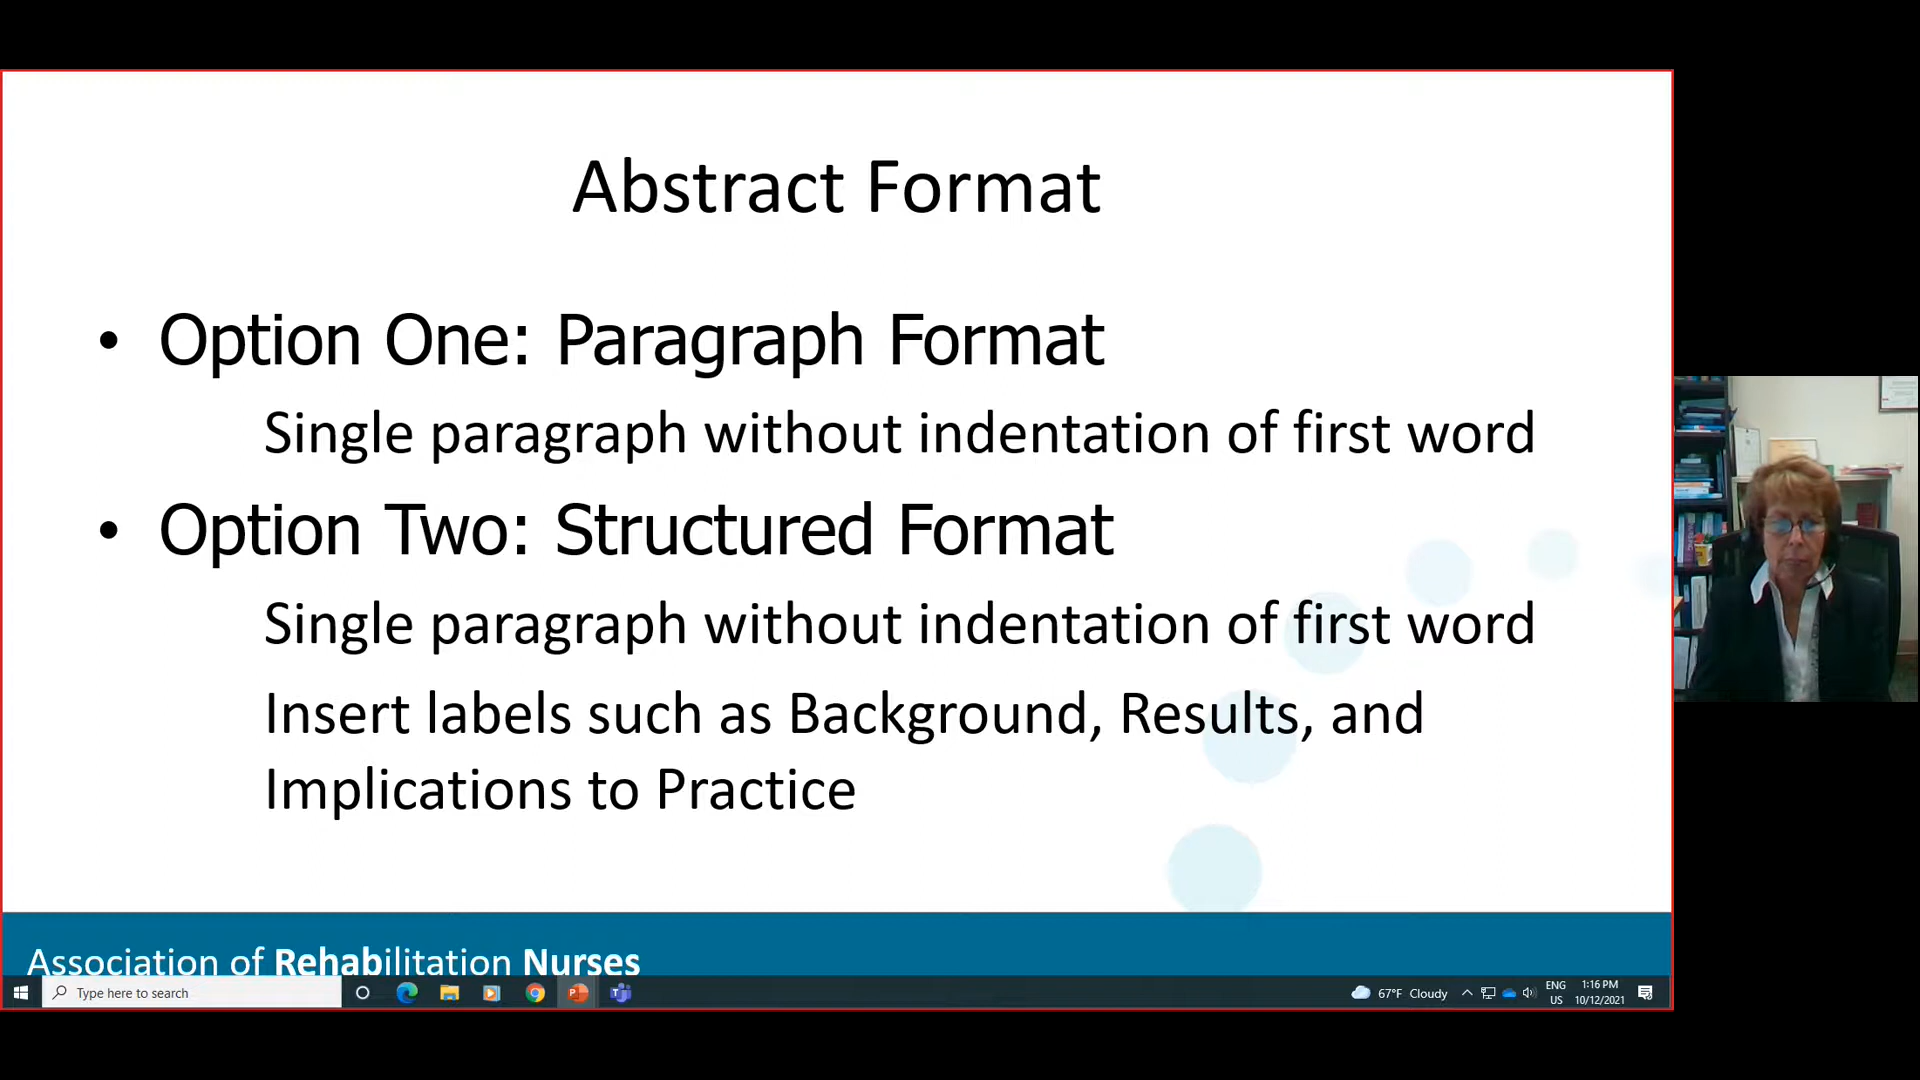 Abstract Format
• Option One: Paragraph Format
Single paragraph without indentation of first word
• Option Two: Structured Format
Single paragraph without indentation of first word
Insert labels such as Background, Results, and
Implications to Practice
Association of Rehabilitation Nurses
Type here to search
67°F Cloudy
ENG
US
1:16 PM
10/12/2021